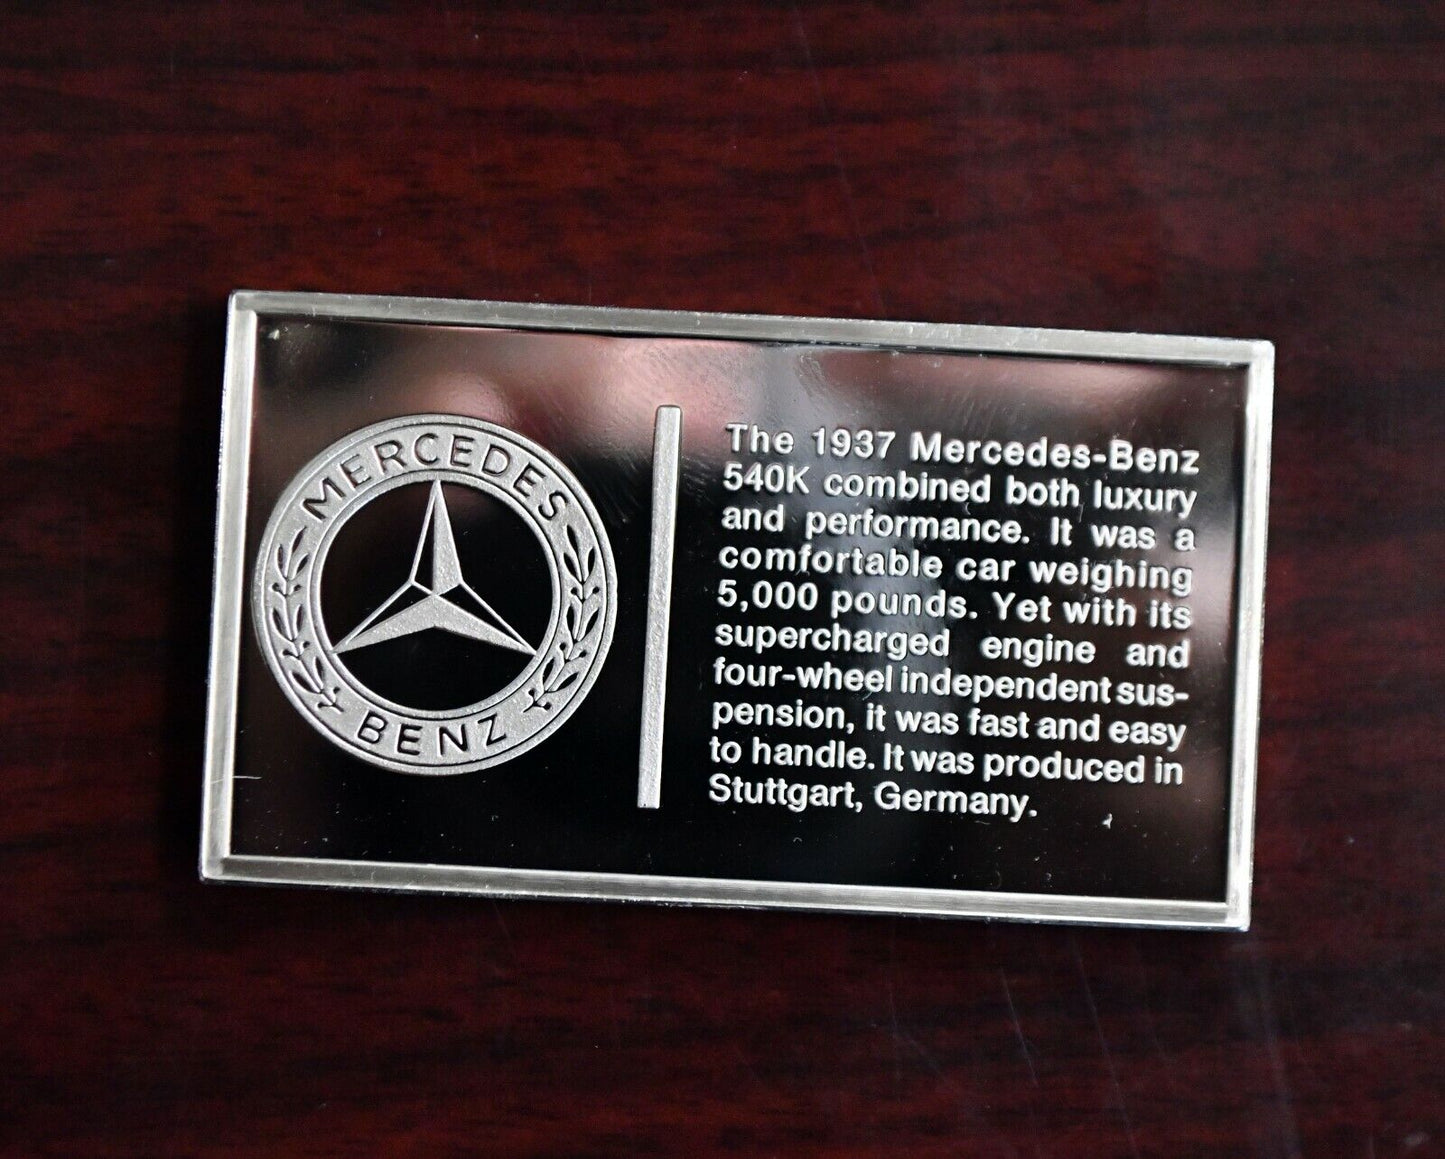 MERCEDES
BENZ
The 1937 Mercedes-Benz
540K combined both luxury
and performance. It was a
comfortable car weighing
5,000 pounds. Yet with its
supercharged engine and
four-wheel independent sus-
pension, it was fast and easy
to handle. It was produced in
Stuttgart, Germany.